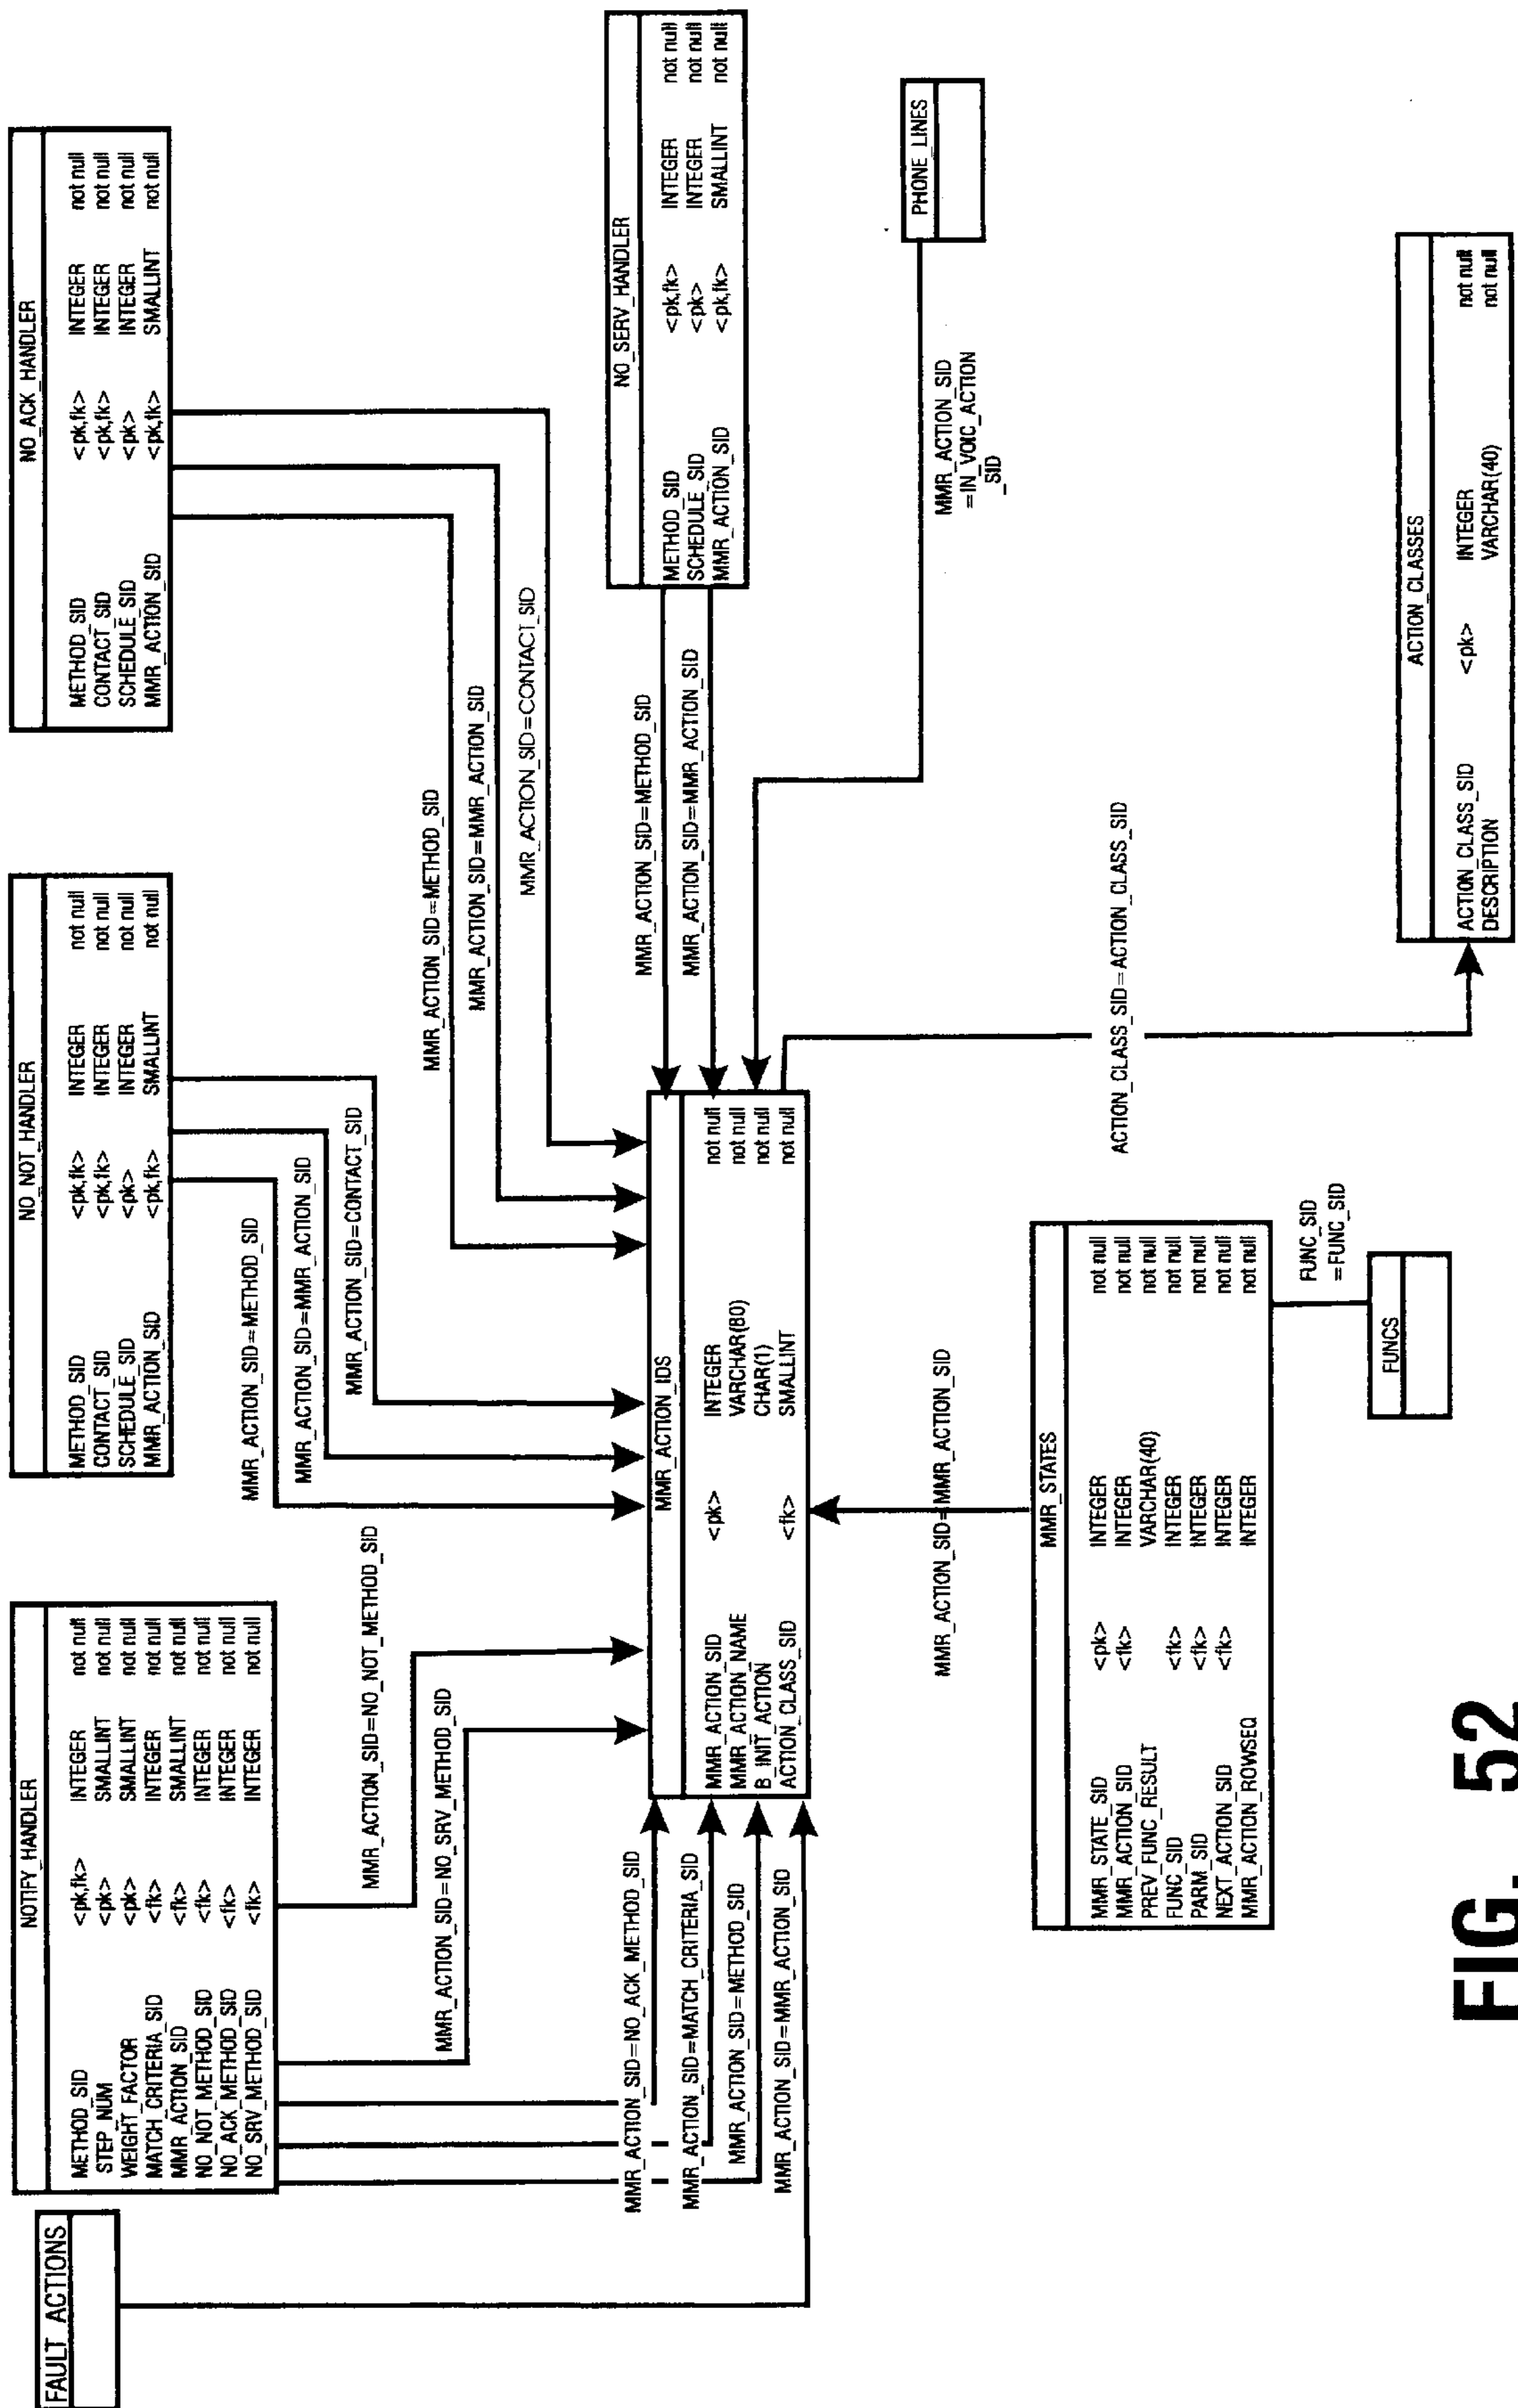 FAULT_ACTIONS
NOTIFY_HANDLER
METHOD_SID <pk,fk> INTEGER not null
STEP_NUM <pk> SMALLINT not null
WEIGHT_FACTOR <pk> SMALLINT not null
MATCH_CRITERIA_SID <fk> INTEGER not null
MMR_ACTION_SID <fk> SMALLINT not null
NO_NOT_METHOD_SID <fk> INTEGER not null
NO_ACK_METHOD_SID <fk> INTEGER not null
NO_SRV_METHOD_SID <fk> INTEGER not null
NO_NOT_HANDLER
METHOD_SID <pk,fk> INTEGER not null
CONTACT_SID <pk,fk> INTEGER not null
SCHEDULE_SID <pk> INTEGER not null
MMR_ACTION_SID <pk,fk> SMALLINT not null
NO_ACK_HANDLER
METHOD_SID <pk,fk> INTEGER not null
CONTACT_SID <pk,fk> INTEGER not null
SCHEDULE_SID <pk> INTEGER not null
MMR_ACTION_SID <pk,fk> SMALLINT not null
MMR_ACTION_SID=METHOD_SID
MMR_ACTION_SID=MMR_ACTION_SID
MMR_ACTION_SID=CONTACT_SID
MMR_ACTION_SID=NO_NOT_METHOD_SID
MMR_ACTION_SID=NO_SRV_METHOD_SID
MMR_ACTION_SID=METHOD_SID
MMR_ACTION_SID=MMR_ACTION_SID
MMR_ACTION_SID=CONTACT_SID
MMR_ACTION_SID=NO_ACK_METHOD_SID
MMR_ACTION_SID=MATCH_CRITERIA_SID
MMR_ACTION_SID=METHOD_SID
MMR_ACTION_SID=MMR_ACTION_SID
MMR_ACTION_IDS
MMR_ACTION_SID <pk> INTEGER not null
MMR_ACTION_NAME VARCHAR(80) not null
B_INIT_ACTION CHAR(1) not null
ACTION_CLASS_SID <fk> SMALLINT not null
MMR_ACTION_SID=METHOD_SID
MMR_ACTION_SID=MMR_ACTION_SID
NO_SERV_HANDLER
METHOD_SID <pk,fk> INTEGER not null
SCHEDULE_SID <pk> INTEGER not null
MMR_ACTION_SID <pk,fk> SMALLINT not null
MMR_ACTION_SID
=IN_VOIC_ACTION
_SID
PHONE_LINES
MMR_ACTION_SID=MMR_ACTION_SID
ACTION_CLASS_SID=ACTION_CLASS_SID
MMR_STATES
MMR_STATE_SID <pk> INTEGER not null
MMR_ACTION_SID <fk> INTEGER not null
PREV_FUNC_RESULT VARCHAR(40) not null
FUNC_SID <fk> INTEGER not null
PARM_SID <fk> INTEGER not null
NEXT_ACTION_SID <fk> INTEGER not null
MMR_ACTION_ROWSEQ INTEGER not null
FUNC_SID
=FUNC_SID
FUNCS
ACTION_CLASSES
ACTION_CLASS_SID <pk> INTEGER not null
DESCRIPTION VARCHAR(40) not null
FIG. 52